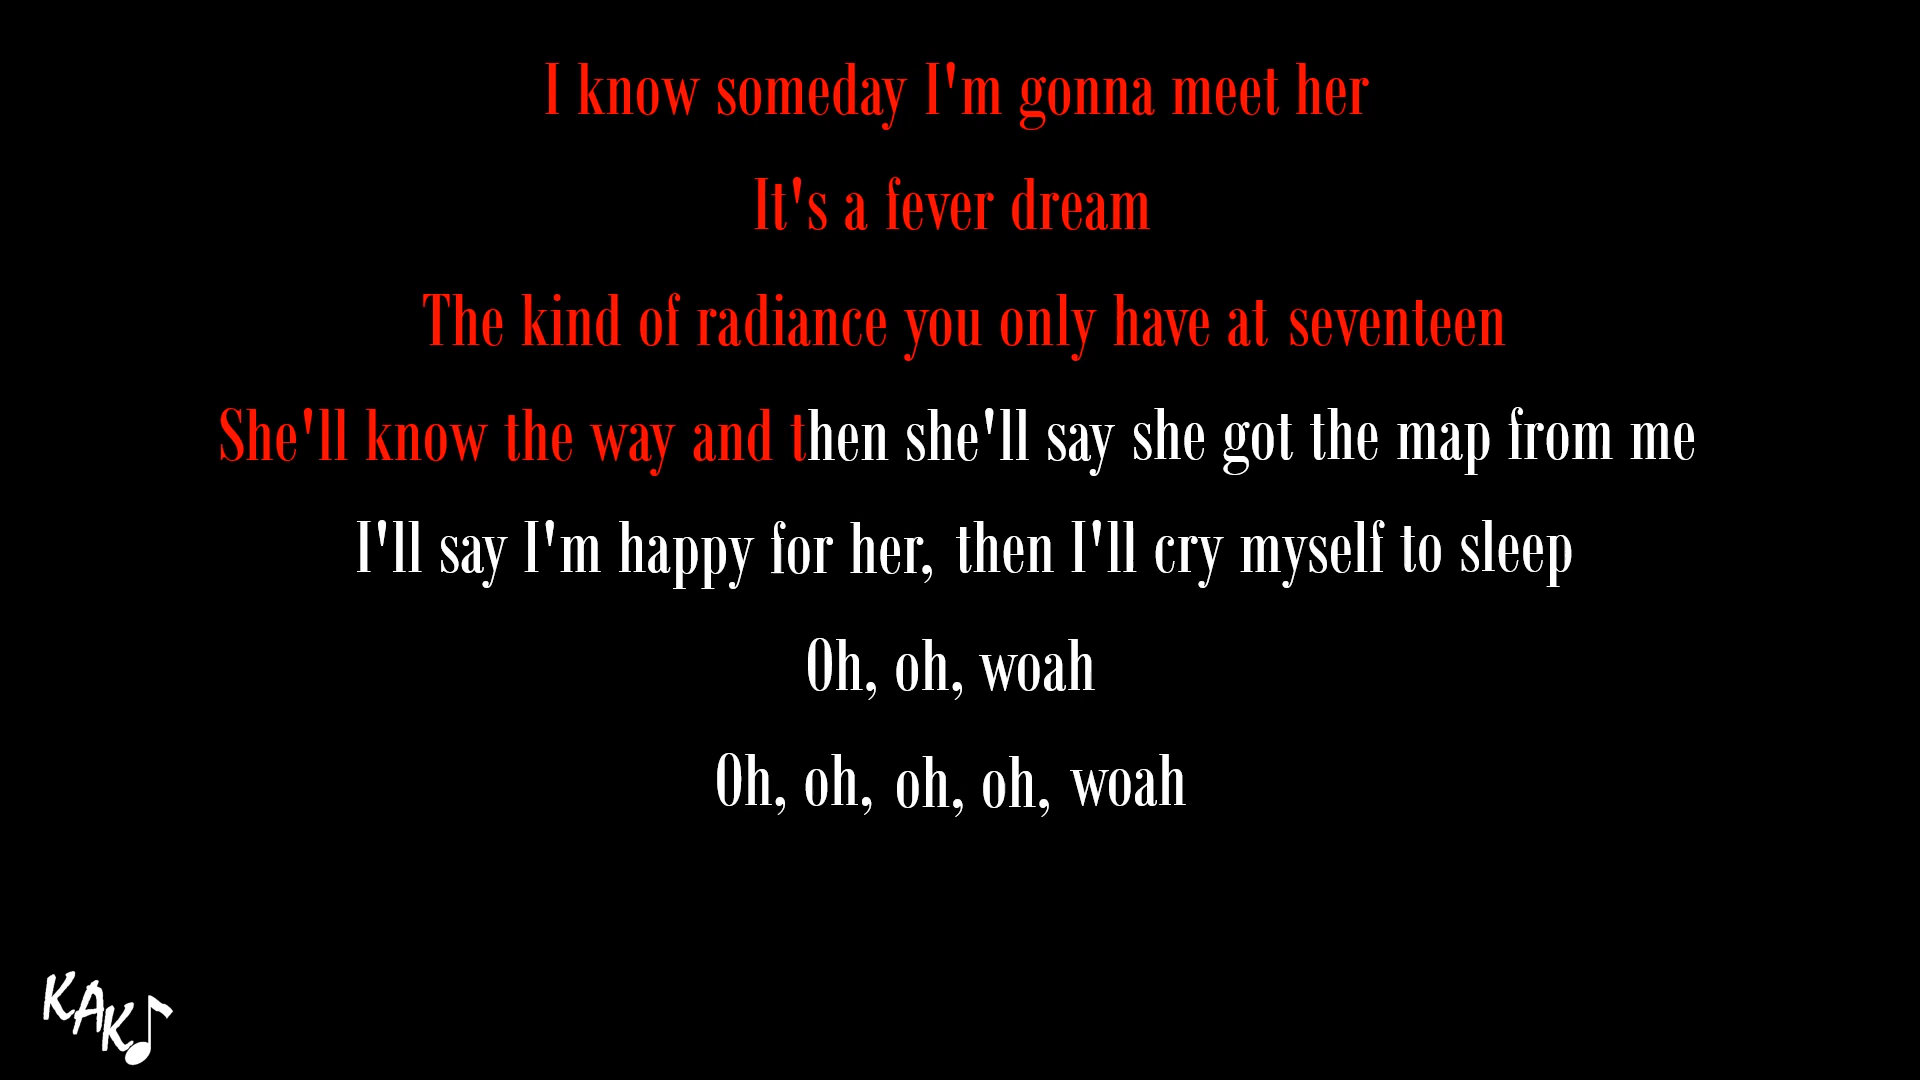 I know someday I'm gonna meet her
It's a fever dream
The kind of radiance you only have at seventeen
She'll know the way and then she'll say she got the map from me
I'll say I'm happy for her, then I'll cry myself to sleep
Oh, oh, woah
Oh, oh, oh, oh, woah
KAK